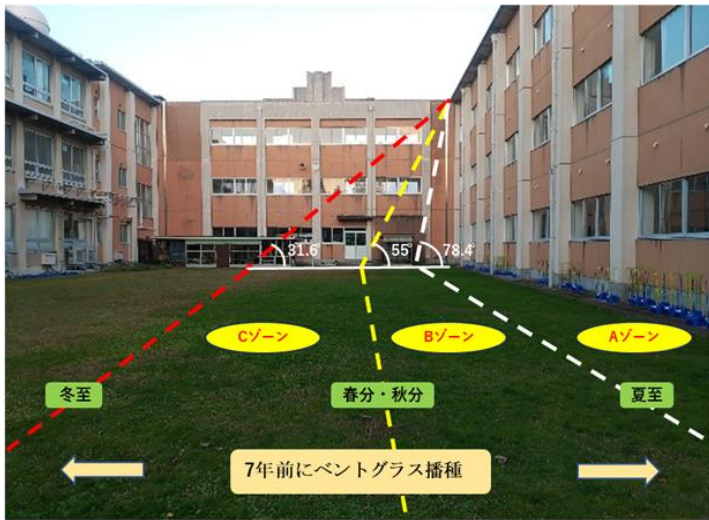 31.6°
55°
78.4°
Cゾーン
Bゾーン
Aゾーン
冬至
春分・秋分
夏至
7年前にベントグラス播種